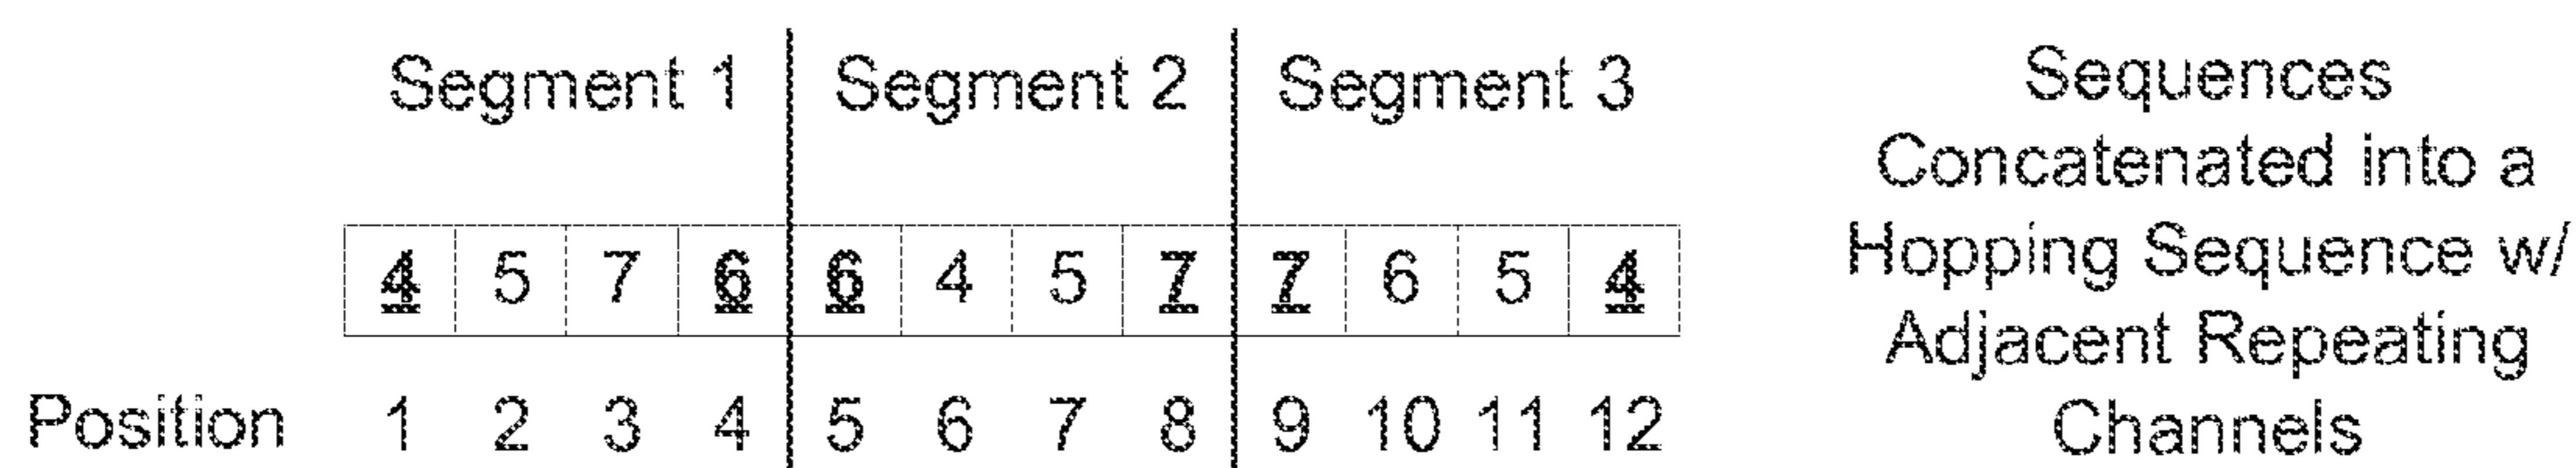 Segment 1 Segment 2 Segment 3
4 5 7 6 6 4 5 7 7 6 5 4
Position 1 2 3 4 5 6 7 8 9 10 11 12
Sequences
Concatenated into a
Hopping Sequence w/
Adjacent Repeating
Channels